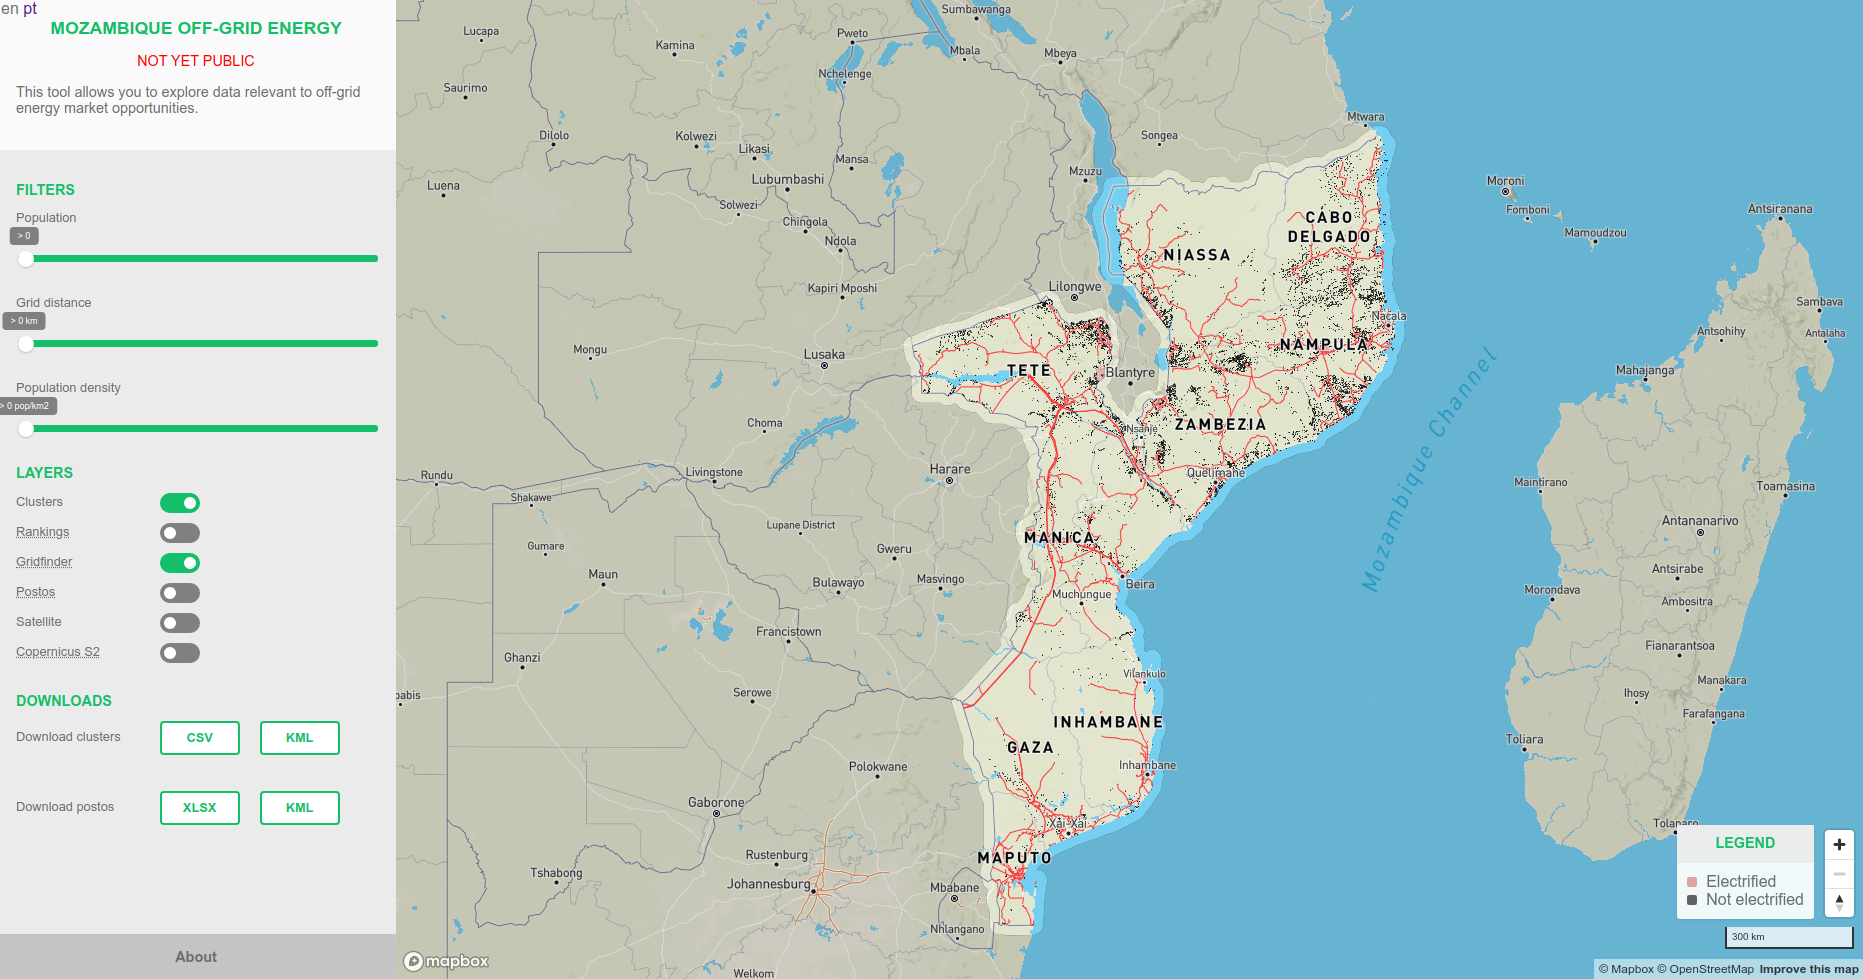 en pt
MOZAMBIQUE OFF-GRID ENERGY
NOT YET PUBLIC
This tool allows you to explore data relevant to off-grid
energy market opportunities.
FILTERS
Population
> 0
Grid distance
> 0 km
Population density
> 0 pop/km2
LAYERS
Clusters
Rankings
Gridfinder
Postos
Satellite
Copernicus S2
DOWNLOADS
Download clusters
CSV
KML
Download postos
XLSX
KML
About
Sumbawanga
Lucapa
Pweto
Kamina
Mbala
Mbeya
Nchelenge
Saurimo
Mtwara
Dilolo
Kolwezi
Songea
Likasi
Mansa
Mzuzu
Lubumbashi
Luena
Moroni
Solwezi
Fomboni
Antsiranana
Chingola
CABO
DELGADO
Mamoudzou
Ndola
NIASSA
Kapiri Mposhi
Lilongwe
Sambava
Nacala
Antsohihy
Antalaha
NAMPULA
Mongu
Lusaka
TETE
Blantyre
Mahajanga
Mozambique Channel
Choma
ZAMBEZIA
Nsanje
Harare
Quelimane
Rundu
Livingstone
Maintirano
Toamasina
Shakawe
Lupane District
Antananarivo
MANICA
Gumare
Gweru
Antsirabe
Maun
Bulawayo
Masvingo
Beira
Morondava
Muchungue
Ambositra
Francistown
Fianarantsoa
Ghanzi
Vilankulo
Manakara
Serowe
Ihosy
babis
Farafangana
INHAMBANE
GAZA
Toliara
Polokwane
Inhambane
Gaborone
Xai-Xai
Tolanaro
Rustenburg
MAPUTO
Tshabong
Johannesburg
Mbabane
Nhlangano
Welkom
LEGEND
Electrified
Not electrified
+
−
300 km
mapbox
© Mapbox © OpenStreetMap Improve this map